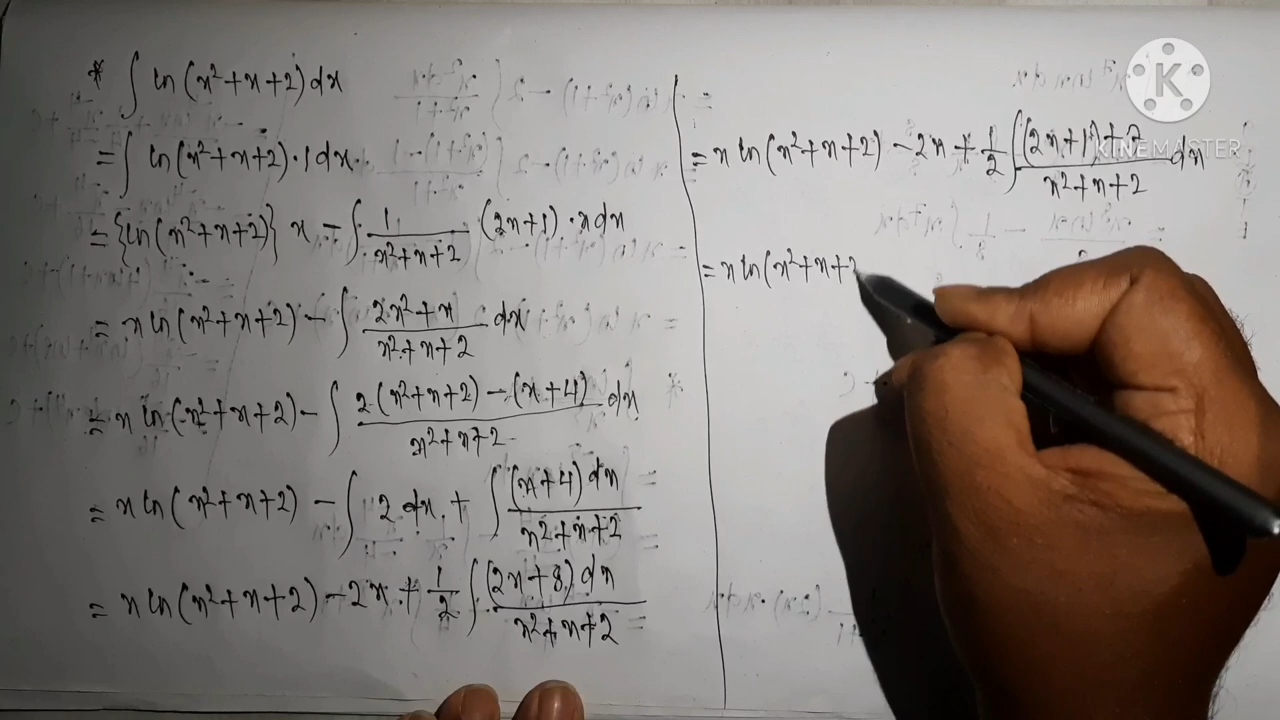 * ∫ ln(x²+x+2)dx
= ∫ ln(x²+x+2)·1dx
= {ln(x²+x+2)} x − ∫ 1/(x²+x+2) (2x+1)·xdx
= x ln(x²+x+2) − ∫ (2x²+x)/(x²+x+2) dx
= x ln(x²+x+2) − ∫ (2(x²+x+2) − (x+4))/(x²+x+2) dx
= x ln(x²+x+2) − ∫ 2 dx + ∫ ((x+4)dx)/(x²+x+2)
= x ln(x²+x+2) − 2x + 1/2 ∫ ((2x+8)dx)/(x²+x+2)
=
= x ln(x²+x+2) − 2x + 1/2 ∫ ((2x+1)+7)/(x²+x+2) dx
= x ln(x²+x+2
K
KINEMASTER